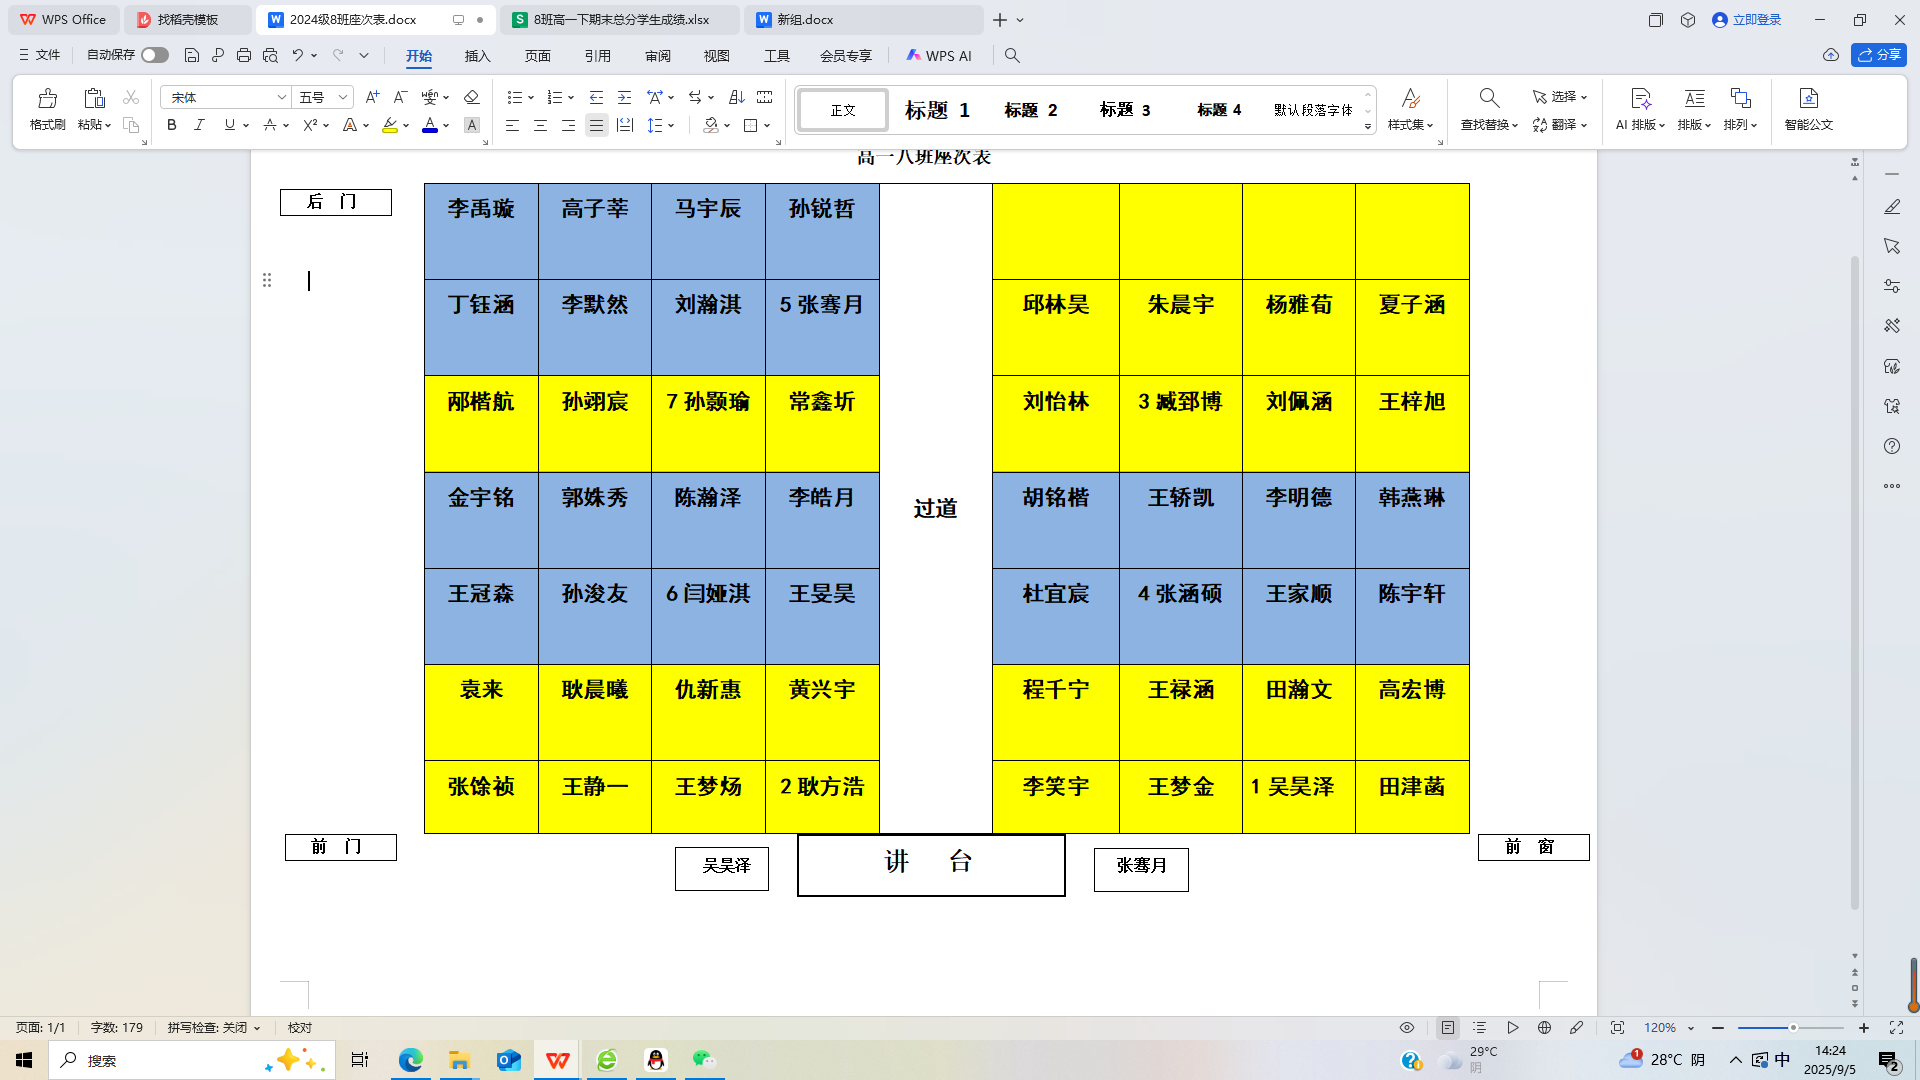 WPS Office 找稻壳模板 2024级8班座次表.docx 8班高一下期末总分学生成绩.xlsx 新组.docx 立即登录
文件 自动保存 开始 插入 页面 引用 审阅 视图 工具 会员专享 WPS AI 分享
格式刷 粘贴 宋体 五号 正文 标题 1 标题 2 标题 3 标题 4 默认段落字体 样式集 查找替换 选择 翻译 AI 排版 排版 排列 智能公文
高一八班座次表
后 门
李禹璇 高子莘 马宇辰 孙锐哲
丁钰涵 李默然 刘瀚淇 5 张骞月 邱林昊 朱晨宇 杨雅荀 夏子涵
邴楷航 孙翊宸 7 孙颢瑜 常鑫圻 刘怡林 3 臧郅博 刘佩涵 王梓旭
金宇铭 郭姝秀 陈瀚泽 李皓月 过道 胡铭楷 王轿凯 李明德 韩燕琳
王冠森 孙浚友 6 闫娅淇 王旻昊 杜宜宸 4 张涵硕 王家顺 陈宇轩
袁来 耿晨曦 仇新惠 黄兴宇 程千宁 王禄涵 田瀚文 高宏博
张馀祯 王静一 王梦炀 2 耿方浩 李笑宇 王梦金 1 吴昊泽 田津菡
前 门 吴昊泽 讲 台 张骞月 前 窗
页面: 1/1 字数: 179 拼写检查: 关闭 校对 120%
搜索 29°C 阴 1 28°C 阴 中 14:24 2025/9/5 2